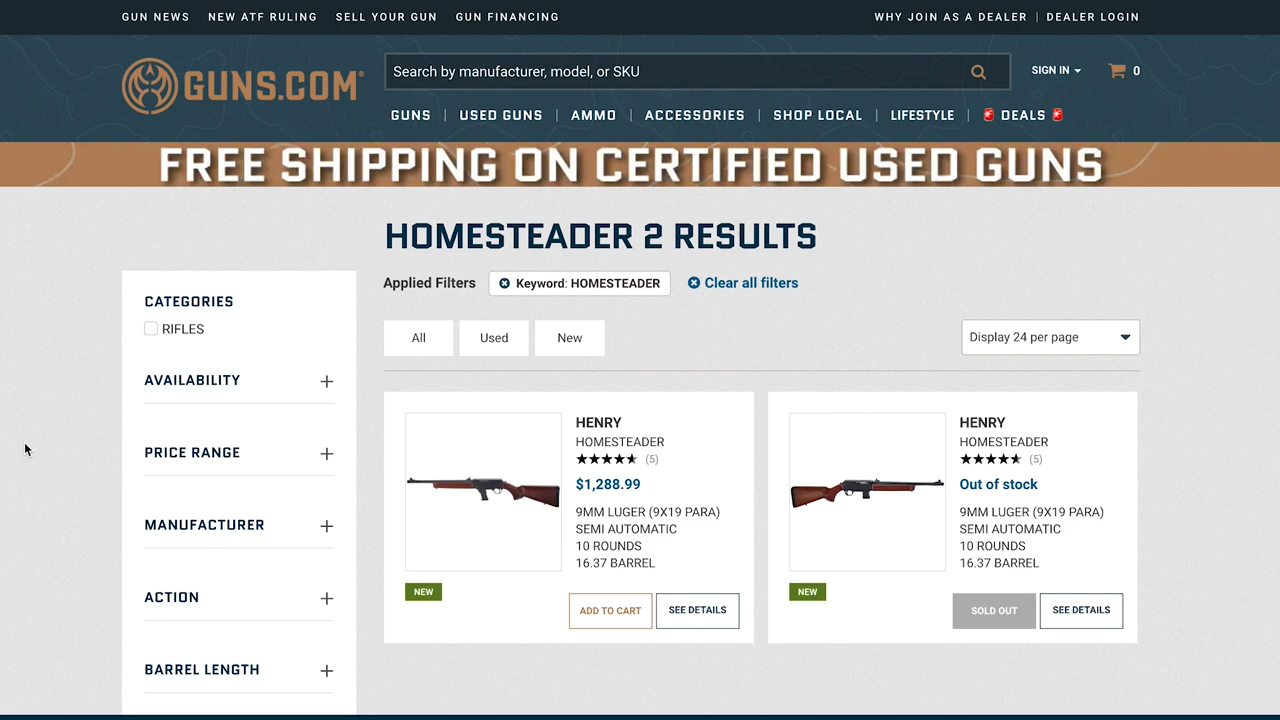 GUN NEWS NEW ATF RULING SELL YOUR GUN GUN FINANCING WHY JOIN AS A DEALER | DEALER LOGIN
GUNS.COM®
Search by manufacturer, model, or SKU
SIGN IN
0
GUNS | USED GUNS | AMMO | ACCESSORIES | SHOP LOCAL | LIFESTYLE | DEALS
FREE SHIPPING ON CERTIFIED USED GUNS
HOMESTEADER 2 RESULTS
Applied Filters Keyword: HOMESTEADER Clear all filters
All Used New
Display 24 per page
CATEGORIES
RIFLES
AVAILABILITY +
PRICE RANGE +
MANUFACTURER +
ACTION +
BARREL LENGTH +
HENRY
HOMESTEADER
(5)
$1,288.99
9MM LUGER (9X19 PARA)
SEMI AUTOMATIC
10 ROUNDS
16.37 BARREL
NEW
ADD TO CART SEE DETAILS
HENRY
HOMESTEADER
(5)
Out of stock
9MM LUGER (9X19 PARA)
SEMI AUTOMATIC
10 ROUNDS
16.37 BARREL
NEW
SOLD OUT SEE DETAILS